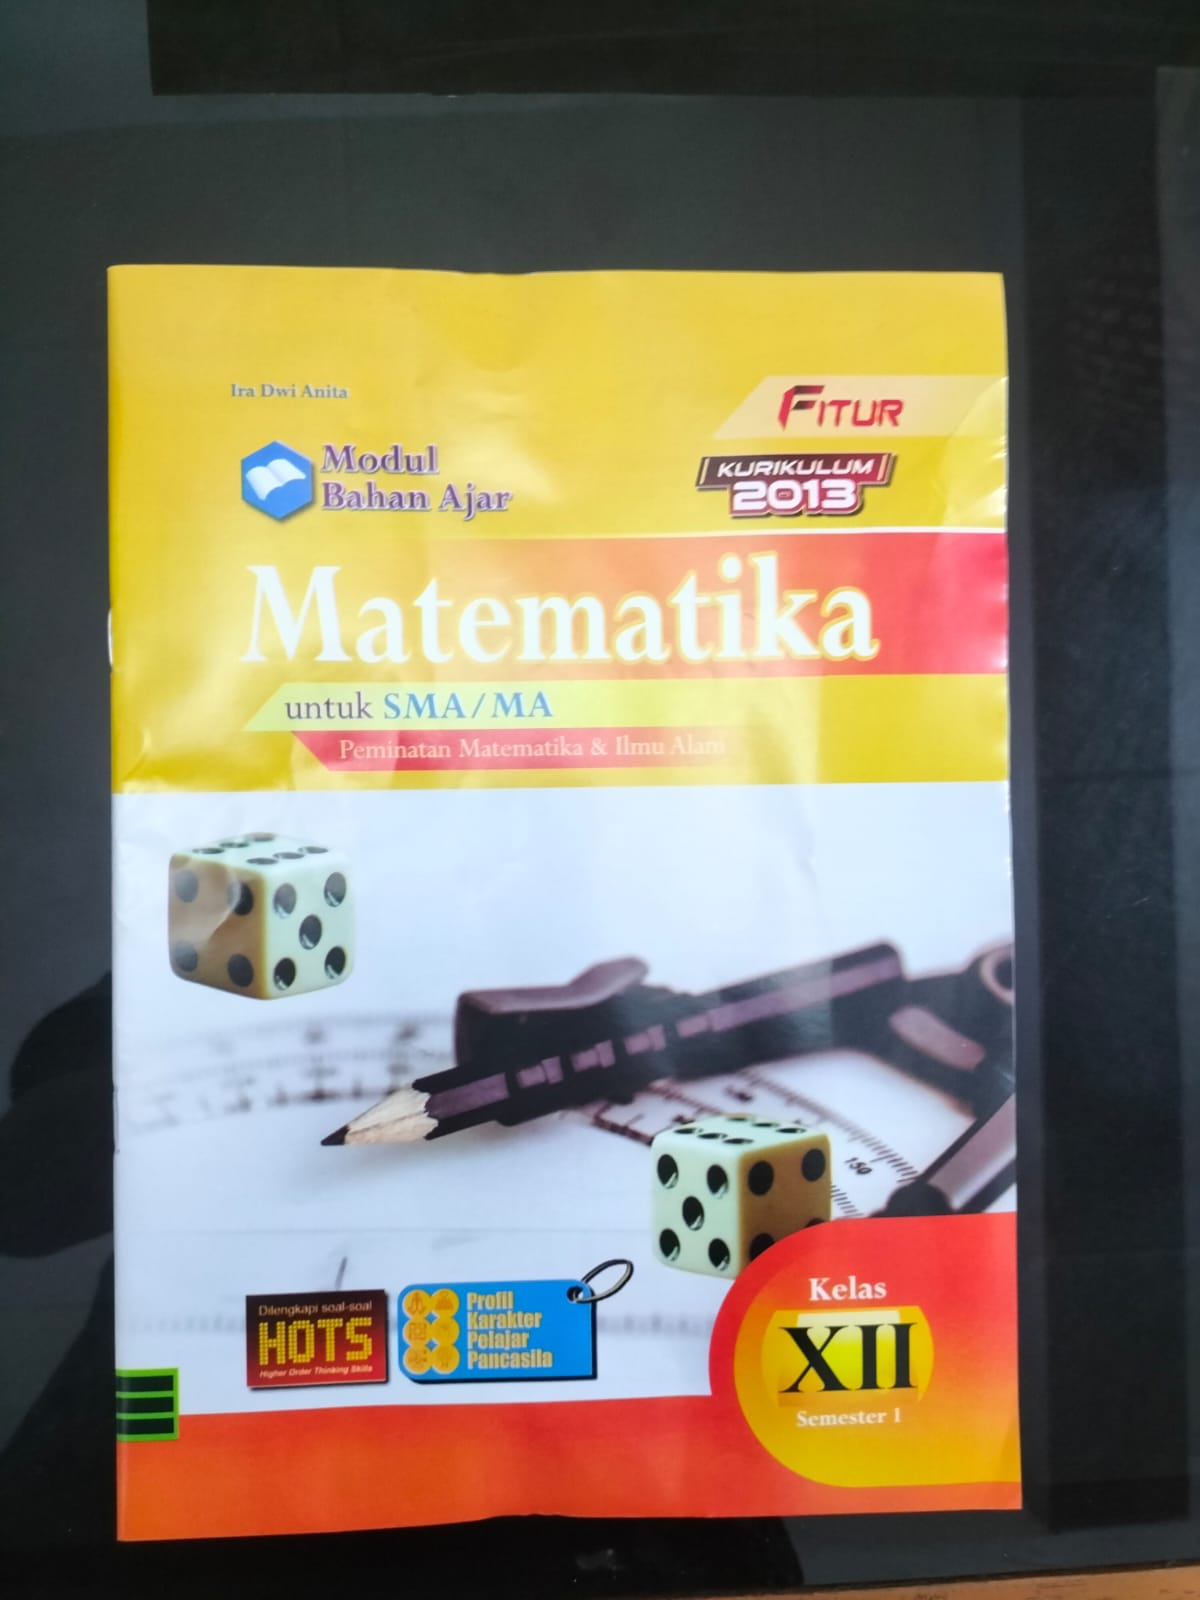 Ira Dwi Anita
FITUR
Modul
Bahan Ajar
KURIKULUM
2013
Matematika
untuk SMA/MA
Peminatan Matematika & Ilmu Alam
150
Dilengkapi soal-soal
HOTS
Higher Order Thinking Skills
Profil
Karakter
Pelajar
Pancasila
Kelas
XII
Semester 1